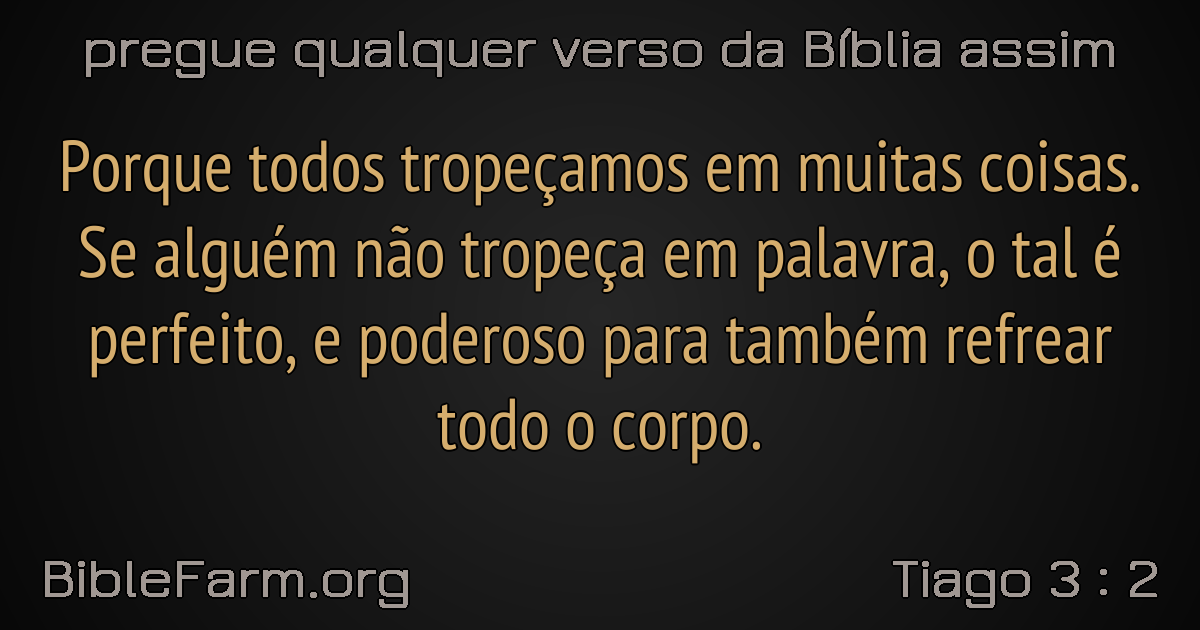 pregue qualquer verso da Bíblia assim
Porque todos tropeçamos em muitas coisas.
Se alguém não tropeça em palavra, o tal é
perfeito, e poderoso para também refrear
todo o corpo.
BibleFarm.org
Tiago 3 : 2